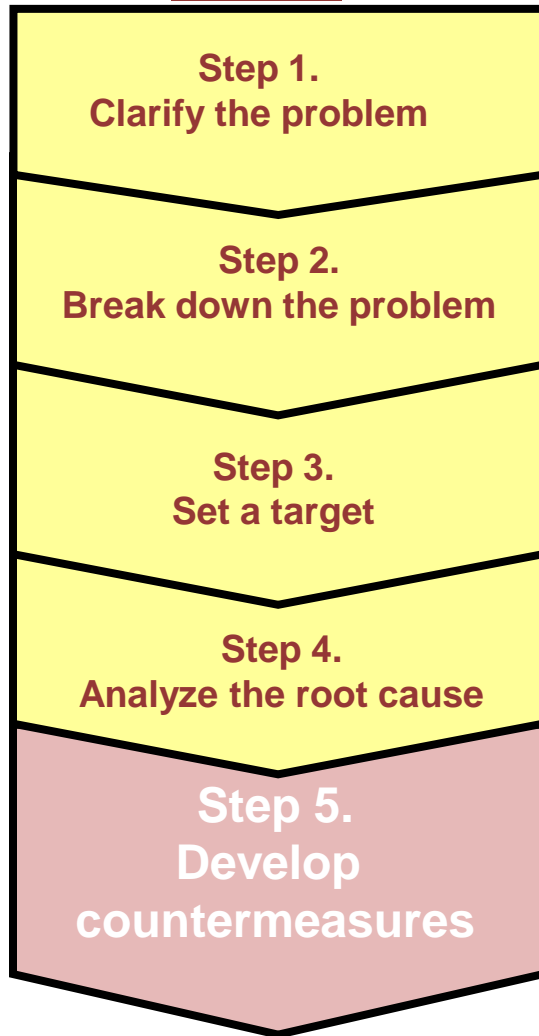 Step 1.
Clarify the problem
Step 2.
Break down the problem
Step 3.
Set a target
Step 4.
Analyze the root cause
Step 5.
Develop
countermeasures